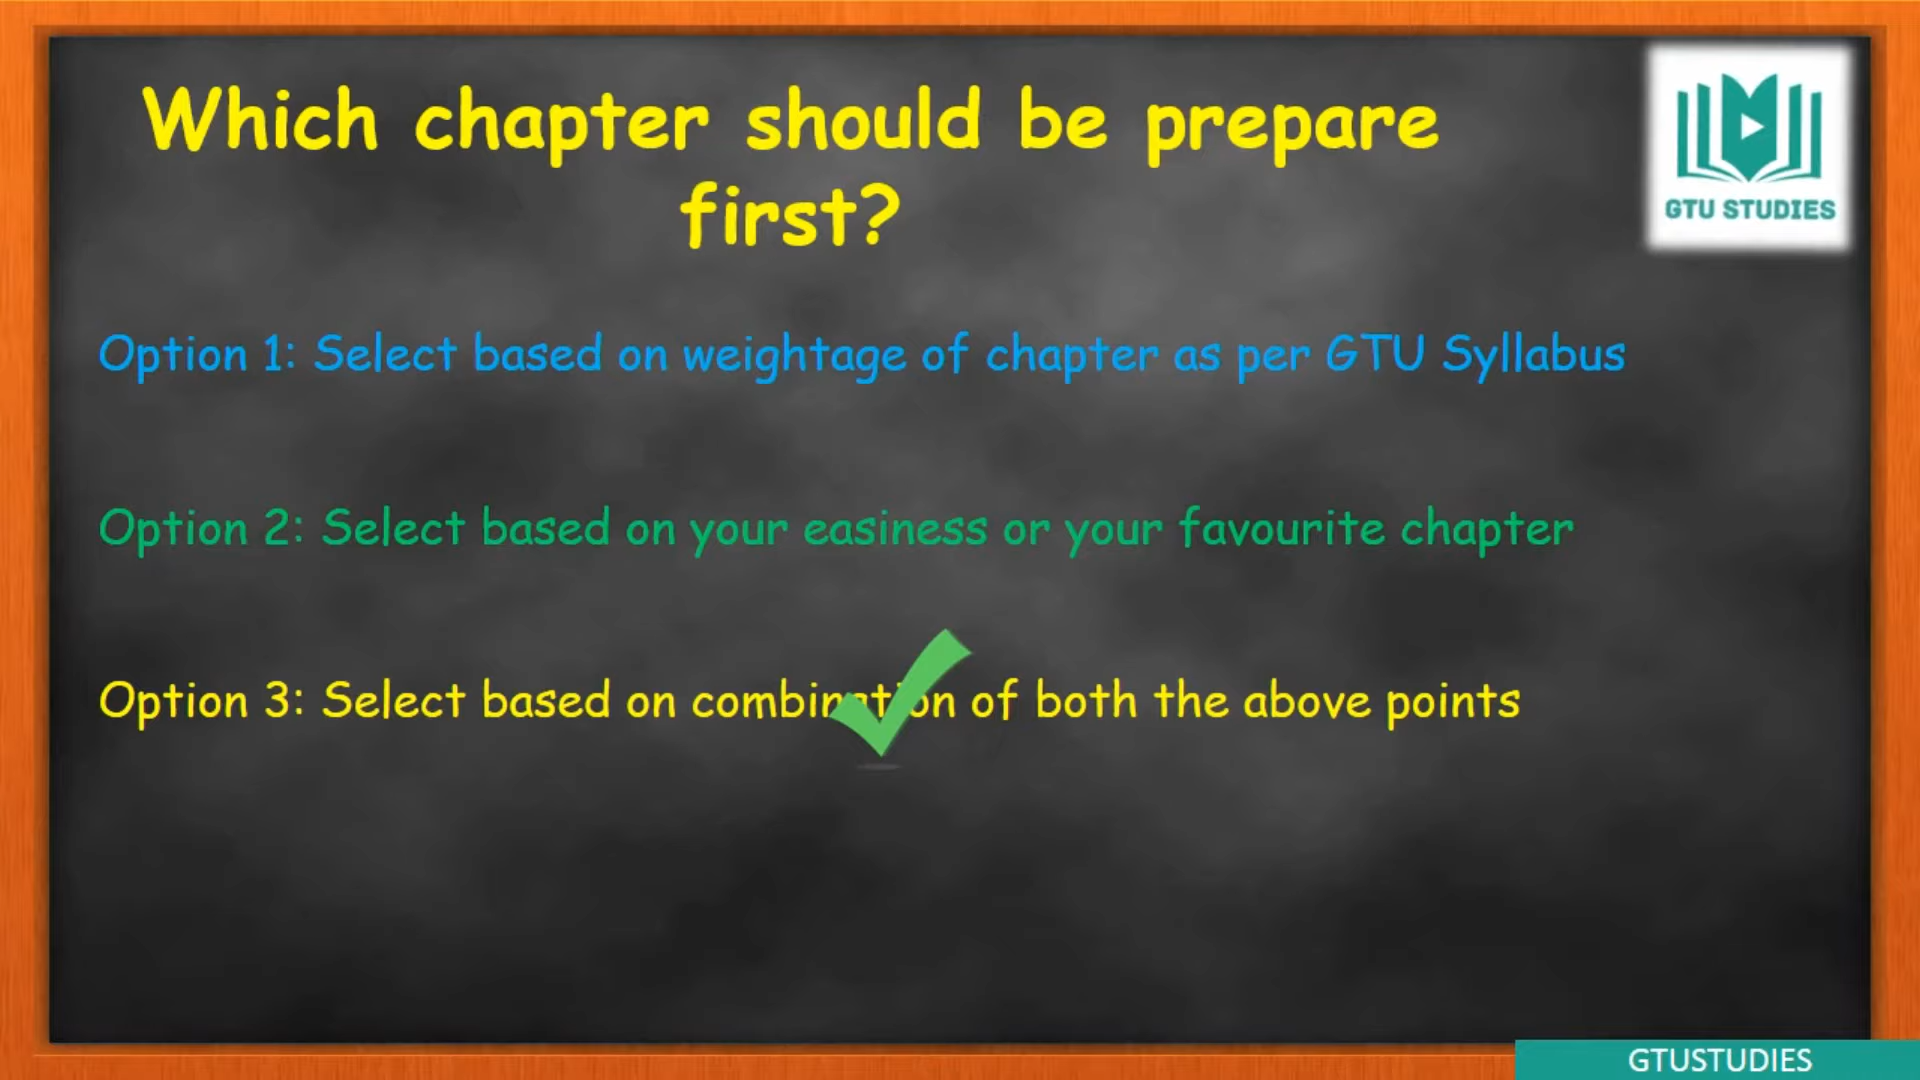 Which chapter should be prepare
first?
GTU STUDIES
Option 1: Select based on weightage of chapter as per GTU Syllabus
Option 2: Select based on your easiness or your favourite chapter
Option 3: Select based on combination of both the above points
GTUSTUDIES